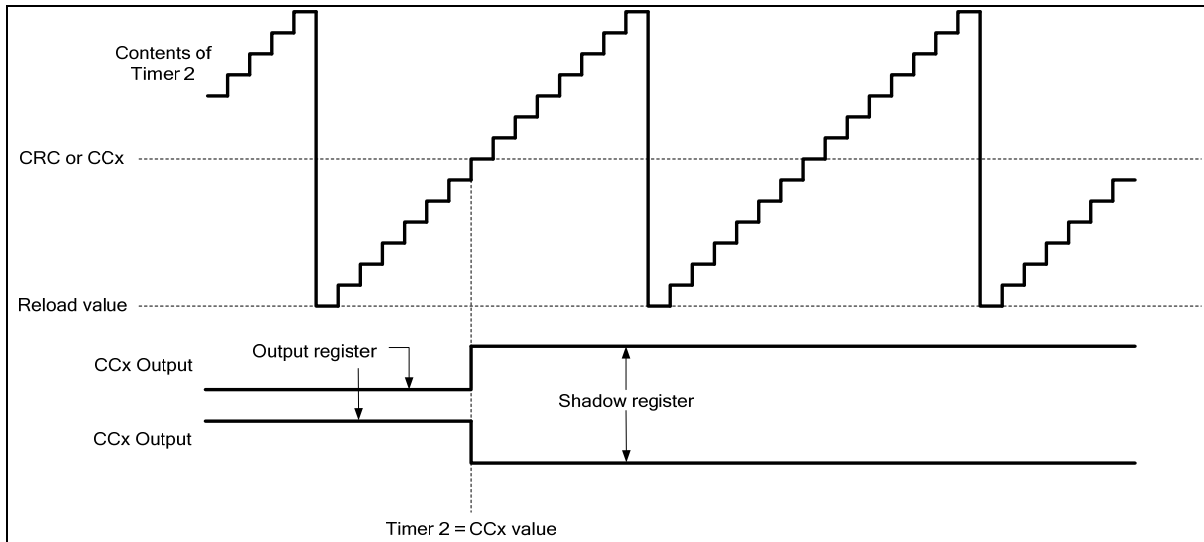 Contents of
Timer 2
CRC or CCx
Reload value
Output register
CCx Output
Shadow register
CCx Output
Timer 2 = CCx value